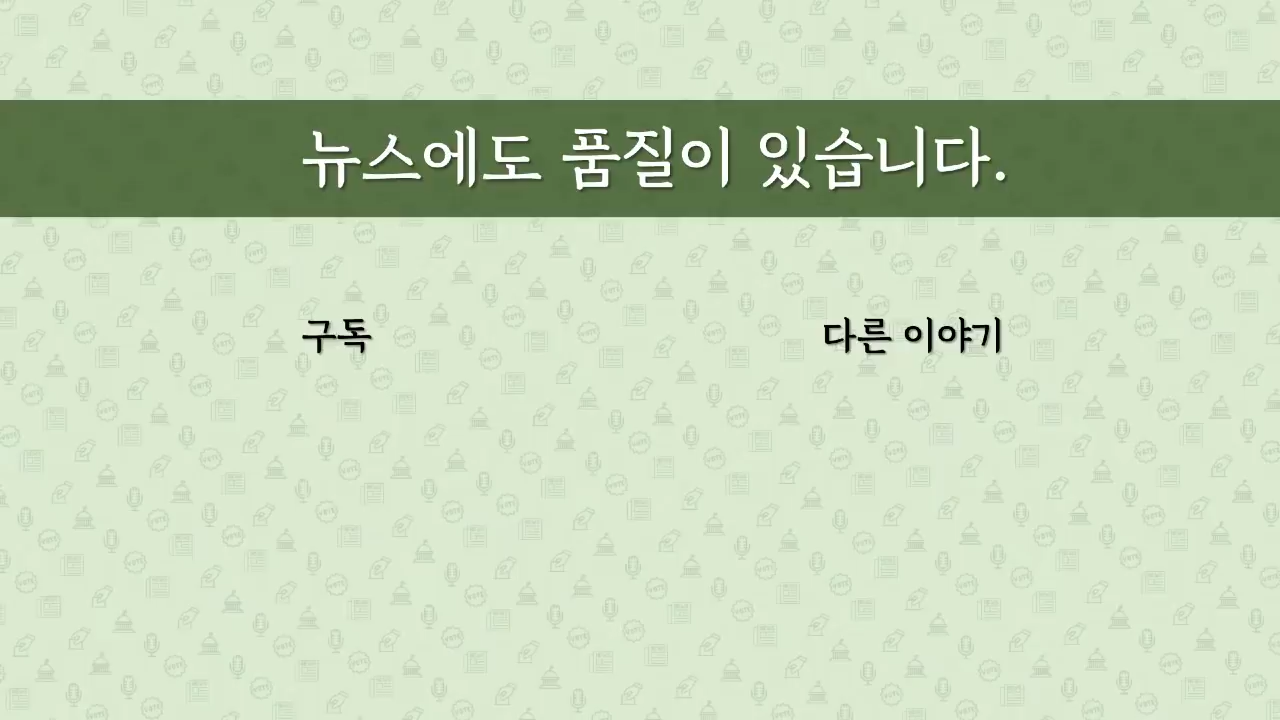 뉴스에도 품질이 있습니다.
구독
다른 이야기